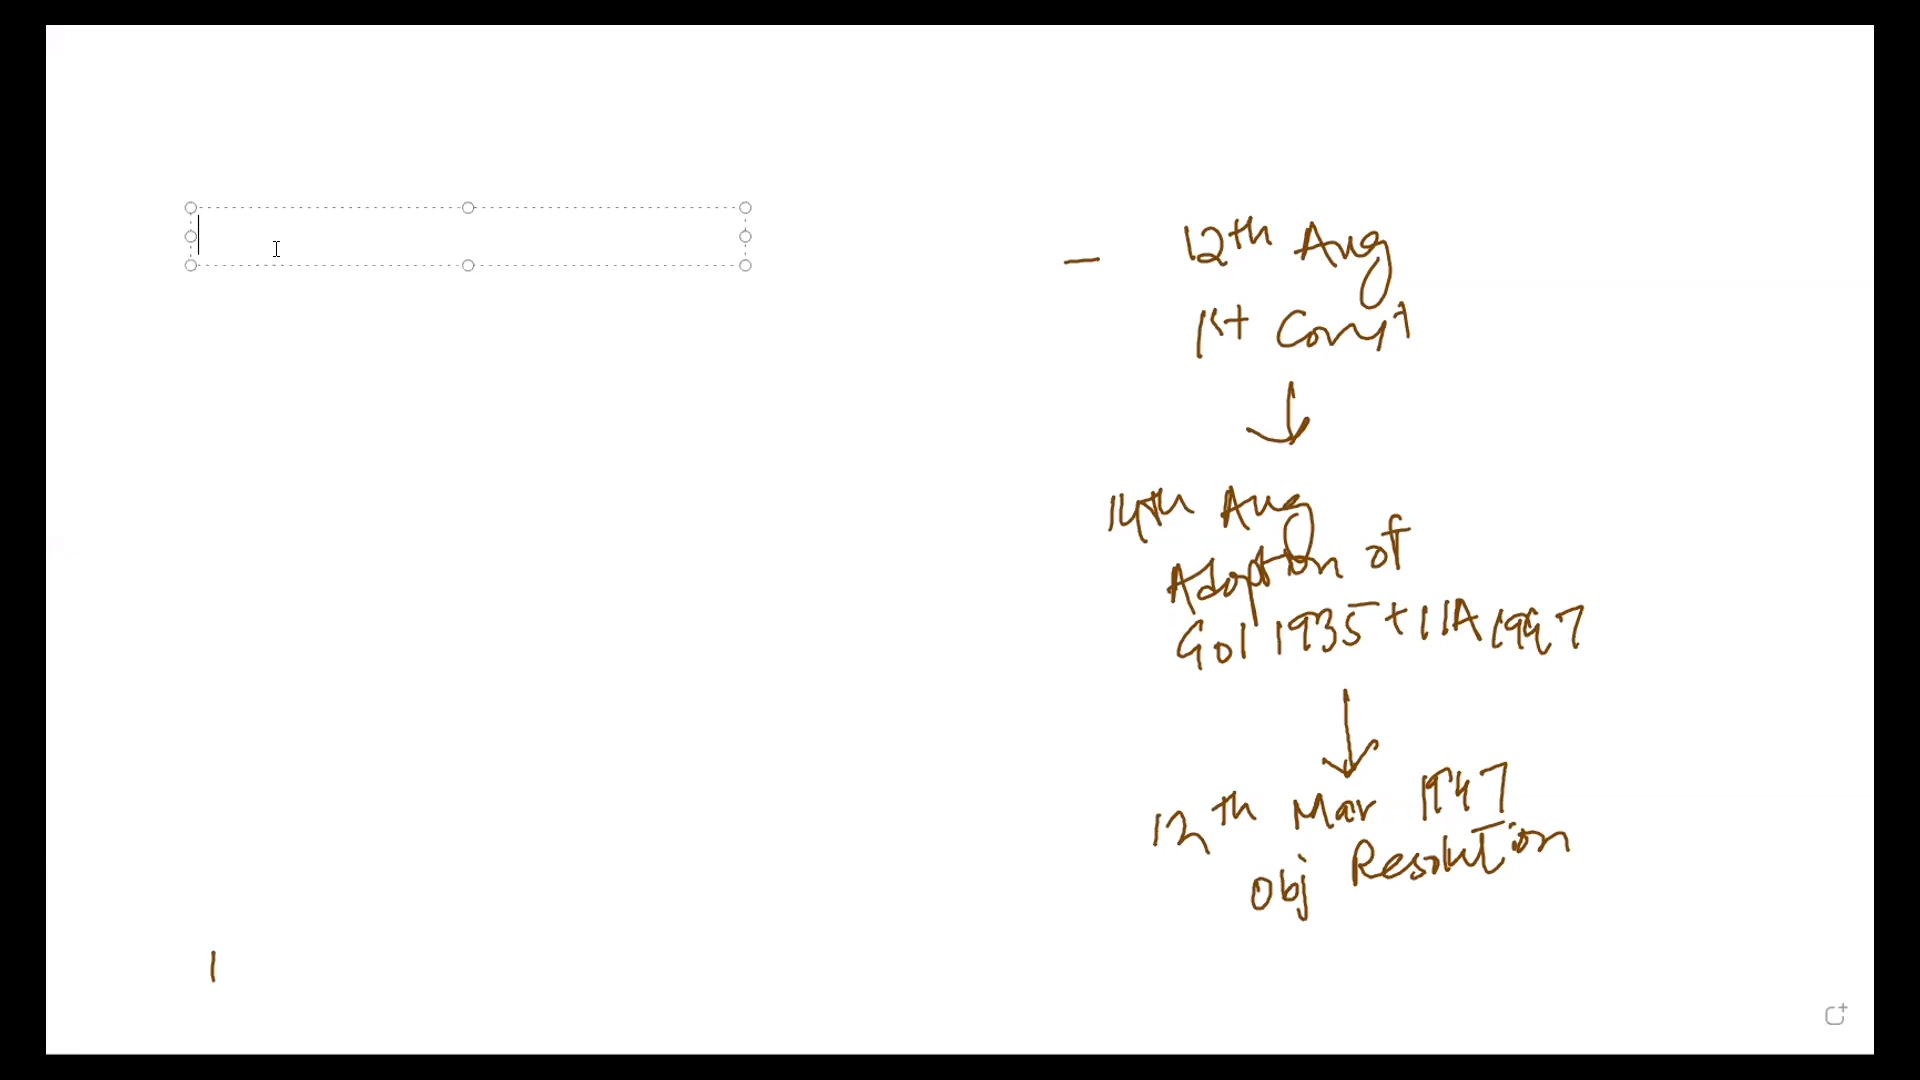 — 12th Aug
1st Const
14th Aug
Adoption of
GoI 1935 + IIA 1947
12th Mar 1947
Obj Resolution
I